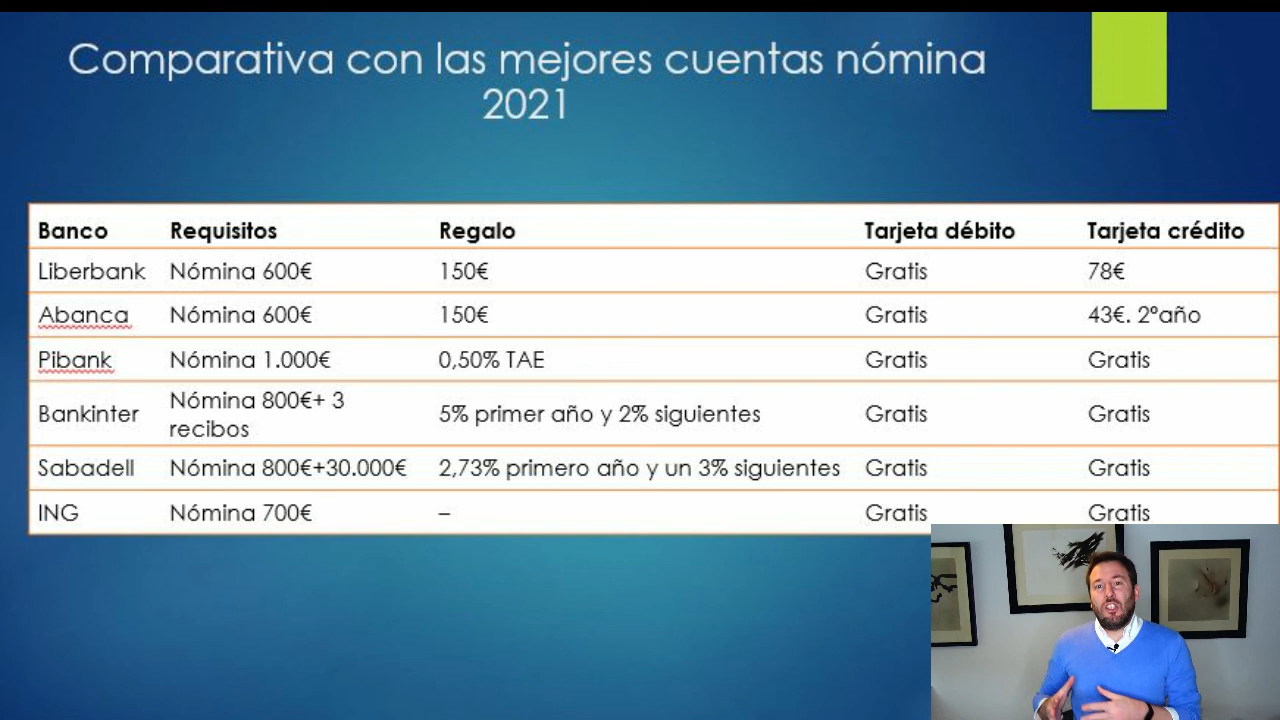 Comparativa con las mejores cuentas nómina
2021
Banco Requisitos Regalo Tarjeta débito Tarjeta crédito
Liberbank Nómina 600€ 150€ Gratis 78€
Abanca Nómina 600€ 150€ Gratis 43€. 2ºaño
Pibank Nómina 1.000€ 0,50% TAE Gratis Gratis
Bankinter Nómina 800€+ 3 recibos 5% primer año y 2% siguientes Gratis Gratis
Sabadell Nómina 800€+30.000€ 2,73% primero año y un 3% siguientes Gratis Gratis
ING Nómina 700€ – Gratis Gratis